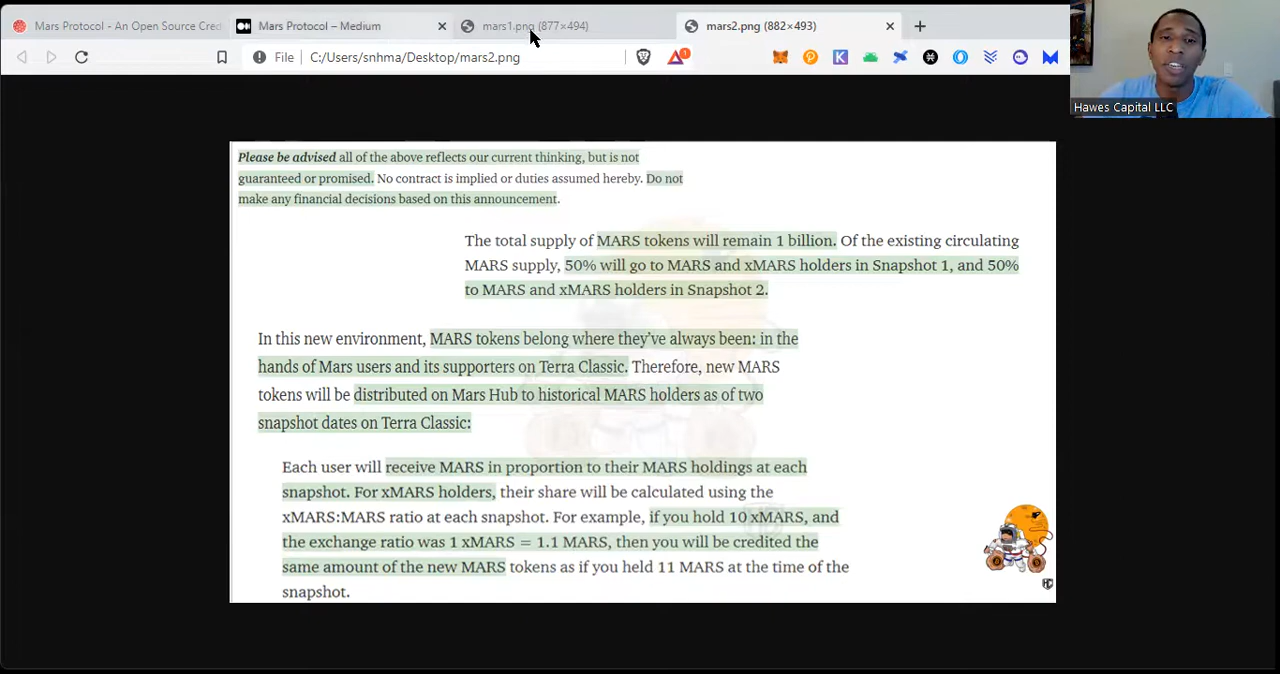 Mars Protocol - An Open Source Cred
Mars Protocol – Medium
mars1.png (877×494)
mars2.png (882×493)
File
C:/Users/snhma/Desktop/mars2.png
1
Hawes Capital LLC
Please be advised all of the above reflects our current thinking, but is not
guaranteed or promised. No contract is implied or duties assumed hereby. Do not
make any financial decisions based on this announcement.
The total supply of MARS tokens will remain 1 billion. Of the existing circulating
MARS supply, 50% will go to MARS and xMARS holders in Snapshot 1, and 50%
to MARS and xMARS holders in Snapshot 2.
In this new environment, MARS tokens belong where they've always been: in the
hands of Mars users and its supporters on Terra Classic. Therefore, new MARS
tokens will be distributed on Mars Hub to historical MARS holders as of two
snapshot dates on Terra Classic:
Each user will receive MARS in proportion to their MARS holdings at each
snapshot. For xMARS holders, their share will be calculated using the
xMARS:MARS ratio at each snapshot. For example, if you hold 10 xMARS, and
the exchange ratio was 1 xMARS = 1.1 MARS, then you will be credited the
same amount of the new MARS tokens as if you held 11 MARS at the time of the
snapshot.